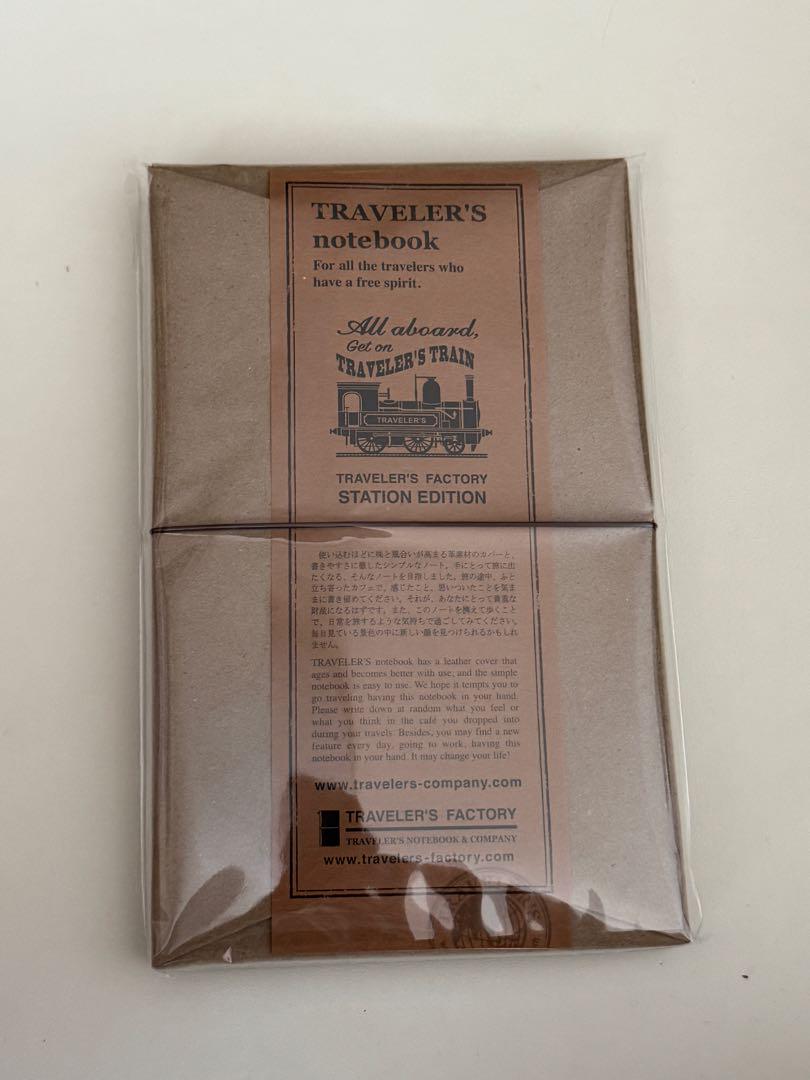 TRAVELER'S
notebook
For all the travelers who
have a free spirit.
All aboard,
Get on
TRAVELER'S TRAIN
TRAVELER'S
TRAVELER'S FACTORY
STATION EDITION
使い込むほどに味と風合いが高まる革素材のカバーと、
書きやすさに徹したシンプルなノート。手にとって旅に出
たくなる、そんなノートを目指しました。旅の途中、ふと
立ち寄ったカフェで、感じたこと、思いついたことを気ま
まに書き留めてください。それが、あなたにとって貴重な
財産になるはずです。また、このノートを携えて歩くこと
で、日常を旅するような気持ちで過ごしてみてください。
毎日見ている景色の中に新しい顔を見つけられるかもしれ
ません。
TRAVELER'S notebook has a leather cover that
ages and becomes better with use, and the simple
notebook is easy to use. We hope it tempts you to
go traveling having this notebook in your hand.
Please write down at random what you feel or
what you think in the café you dropped into
during your travels. Besides, you may find a new
feature every day, going to work, having this
notebook in your hand. It may change your life!
www.travelers-company.com
TRAVELER'S FACTORY
TRAVELER'S NOTEBOOK & COMPANY
www.travelers-factory.com